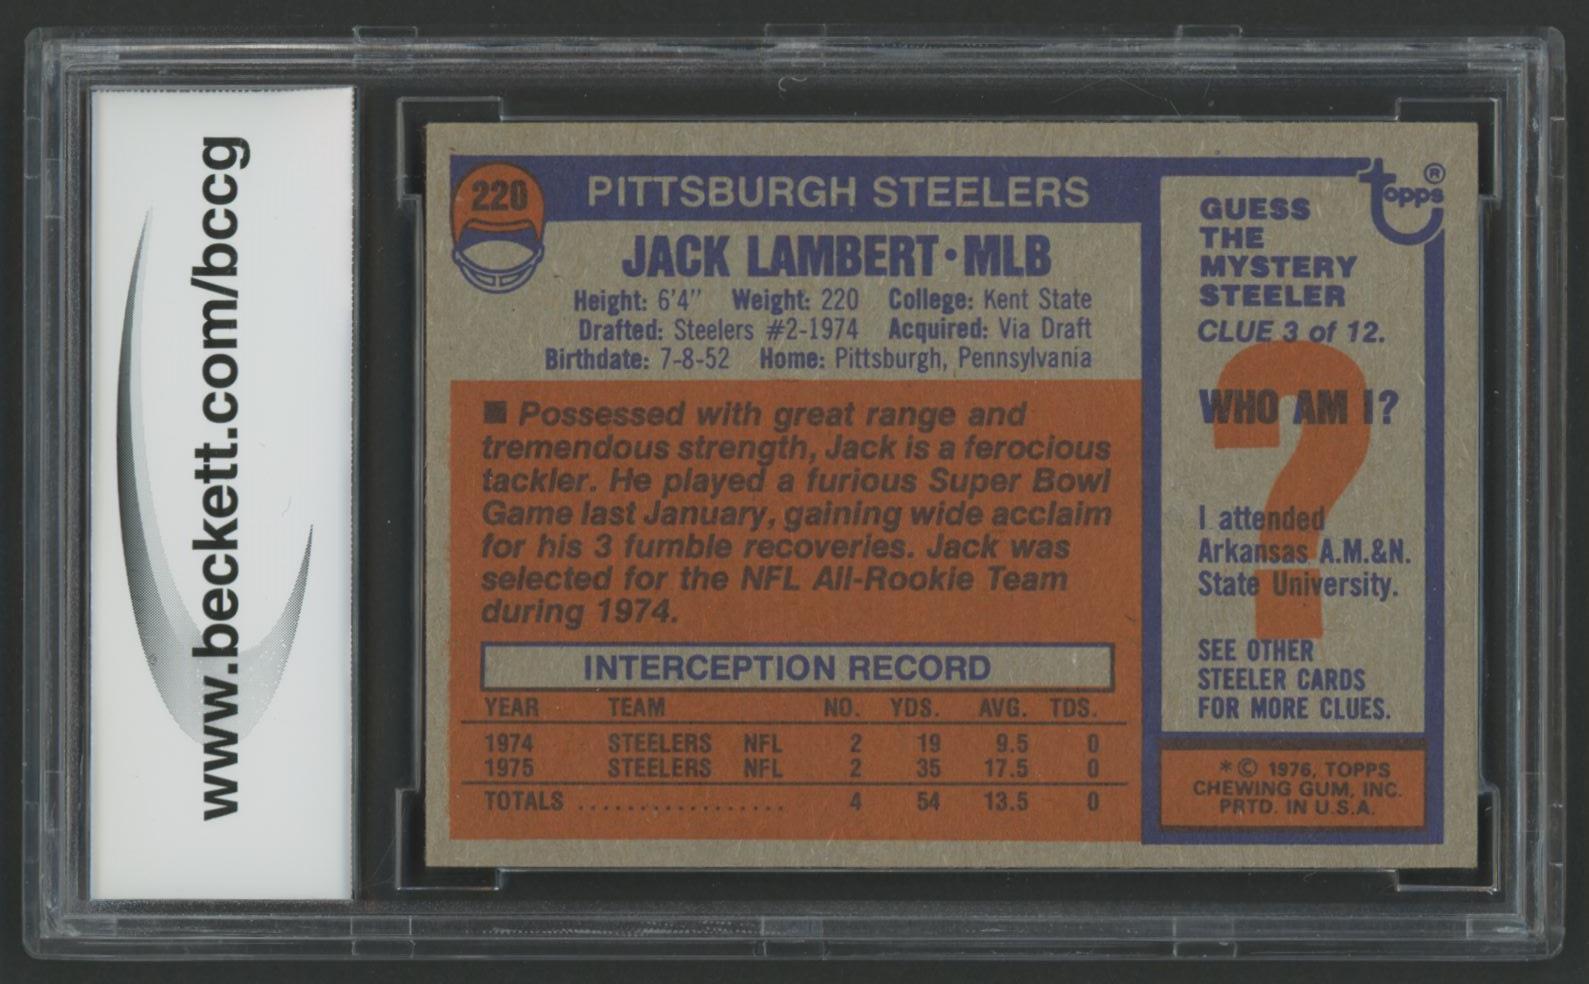 www.beckett.com/bccg
220
PITTSBURGH STEELERS
JACK LAMBERT • MLB
Height: 6'4" Weight: 220 College: Kent State
Drafted: Steelers #2-1974 Acquired: Via Draft
Birthdate: 7-8-52 Home: Pittsburgh, Pennsylvania
■ Possessed with great range and
tremendous strength, Jack is a ferocious
tackler. He played a furious Super Bowl
Game last January, gaining wide acclaim
for his 3 fumble recoveries. Jack was
selected for the NFL All-Rookie Team
during 1974.
INTERCEPTION RECORD
YEAR TEAM NO. YDS. AVG. TDS.
1974 STEELERS NFL 2 19 9.5 0
1975 STEELERS NFL 2 35 17.5 0
TOTALS ................. 4 54 13.5 0
topps®
GUESS
THE
MYSTERY
STEELER
CLUE 3 of 12.
WHO AM I?
?
I attended
Arkansas A.M.&N.
State University.
SEE OTHER
STEELER CARDS
FOR MORE CLUES.
*© 1976, TOPPS
CHEWING GUM, INC.
PRTD. IN U.S.A.